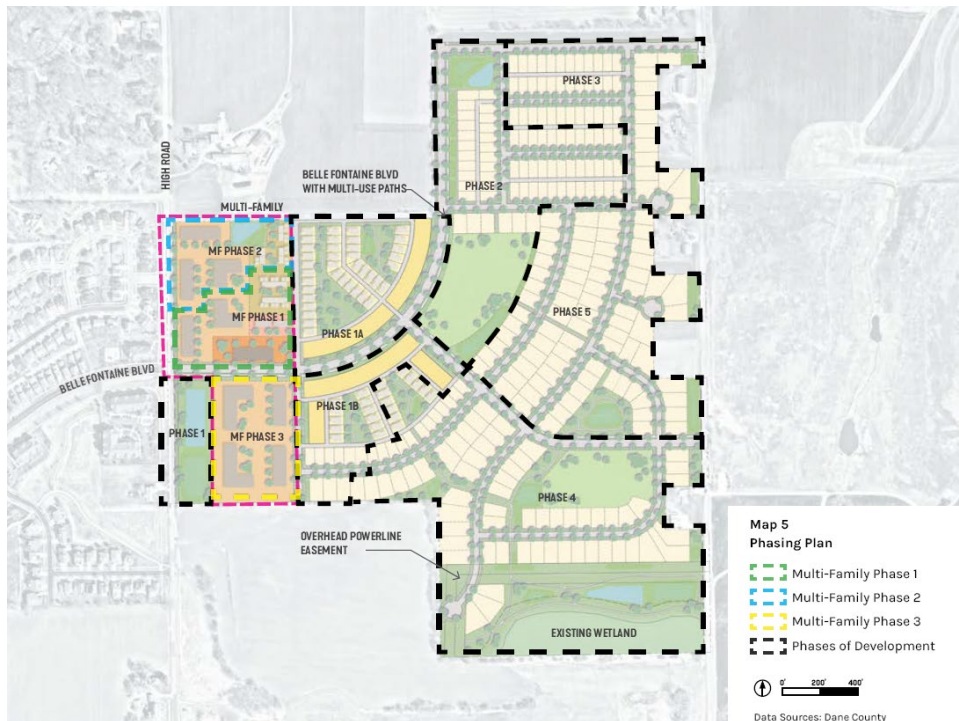 PHASE 3
HIGH ROAD
BELLE FONTAINE BLVD
WITH MULTI-USE PATHS
PHASE 2
MULTI-FAMILY
MF PHASE 2
MF PHASE 1
PHASE 1A
PHASE 5
BELLE FONTAINE BLVD
PHASE 1B
PHASE 1
MF PHASE 3
PHASE 4
OVERHEAD POWERLINE
EASEMENT
EXISTING WETLAND
Map 5
Phasing Plan
Multi-Family Phase 1
Multi-Family Phase 2
Multi-Family Phase 3
Phases of Development
0' 200' 400'
Data Sources: Dane County